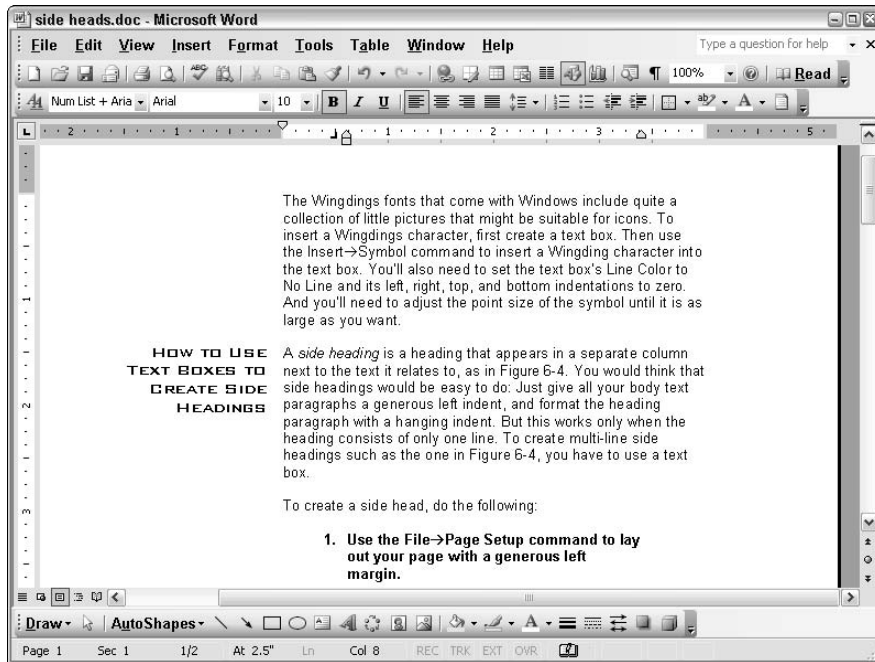 side heads.doc - Microsoft Word
File Edit View Insert Format Tools Table Window Help Type a question for help
100% Read
Num List + Aria Arial 10 B I U
2 1 1 2 3 5
The Wingdings fonts that come with Windows include quite a
collection of little pictures that might be suitable for icons. To
insert a Wingdings character, first create a text box. Then use
the Insert→Symbol command to insert a Wingding character into
the text box. You'll also need to set the text box's Line Color to
No Line and its left, right, top, and bottom indentations to zero.
And you'll need to adjust the point size of the symbol until it is as
large as you want.
How to Use
Text Boxes to
Create Side
Headings
A side heading is a heading that appears in a separate column
next to the text it relates to, as in Figure 6-4. You would think that
side headings would be easy to do: Just give all your body text
paragraphs a generous left indent, and format the heading
paragraph with a hanging indent. But this works only when the
heading consists of only one line. To create multi-line side
headings such as the one in Figure 6-4, you have to use a text
box.
To create a side head, do the following:
1. Use the File→Page Setup command to lay
out your page with a generous left
margin.
1
2
3
Draw AutoShapes
Page 1 Sec 1 1/2 At 2.5" Ln Col 8 REC TRK EXT OVR